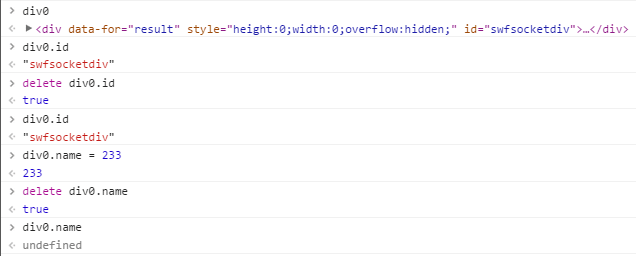 div0
<div data-for="result" style="height:0;width:0;overflow:hidden;" id="swfsocketdiv">…</div>
div0.id
"swfsocketdiv"
delete div0.id
true
div0.id
"swfsocketdiv"
div0.name = 233
233
delete div0.name
true
div0.name
undefined